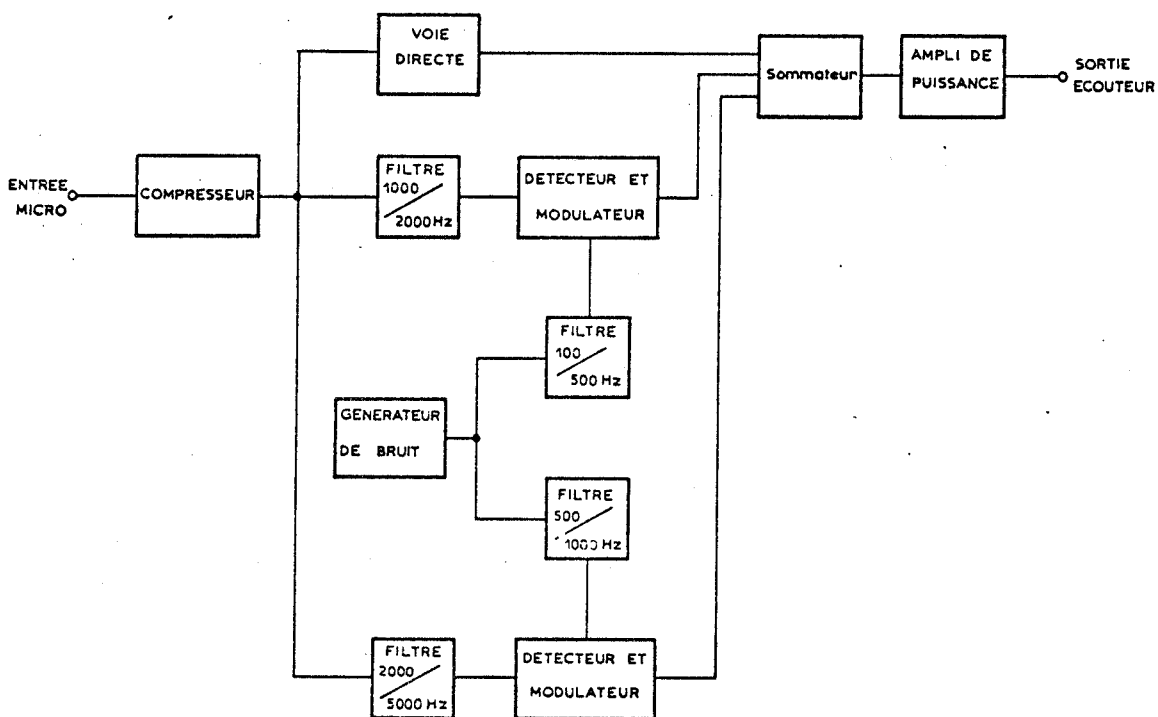 VOIE
DIRECTE
Sommateur
AMPLI DE
PUISSANCE
SORTIE
ECOUTEUR
ENTREE
MICRO
COMPRESSEUR
FILTRE
1000
2000 Hz
DETECTEUR ET
MODULATEUR
FILTRE
100
500 Hz
GENERATEUR
DE BRUIT
FILTRE
500
1000 Hz
FILTRE
2000
5000 Hz
DETECTEUR ET
MODULATEUR